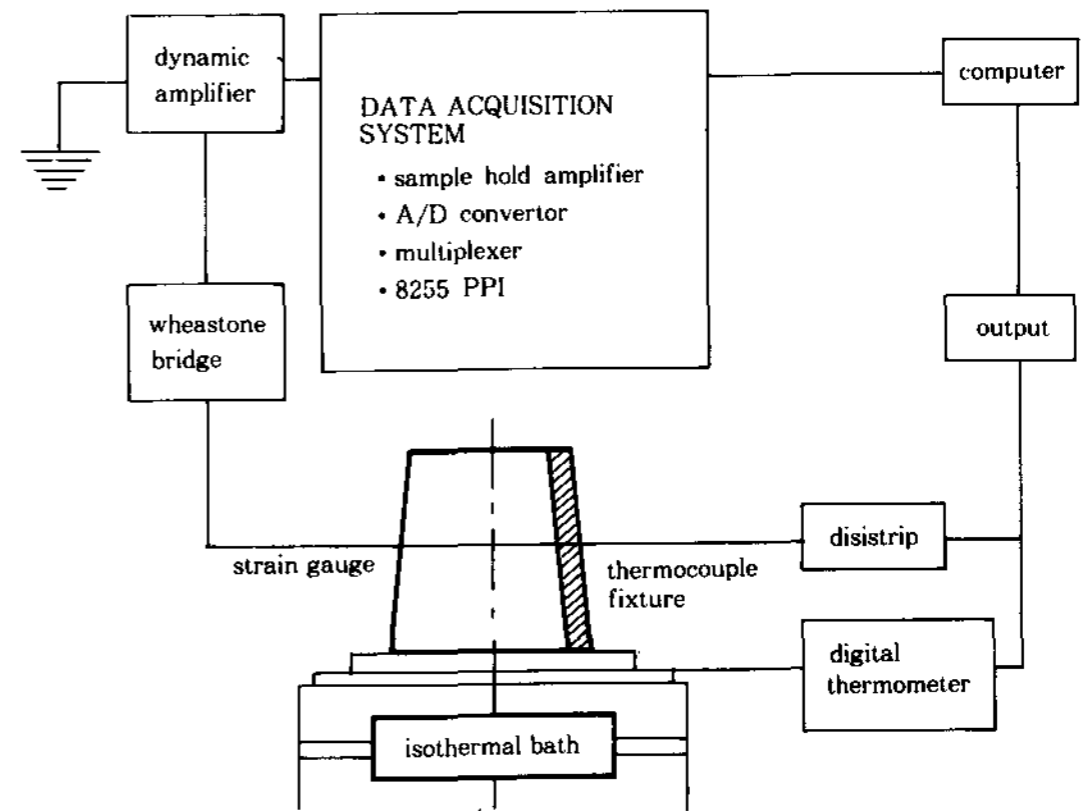 dynamic
amplifier
DATA ACQUISITION
SYSTEM
• sample hold amplifier
• A/D convertor
• multiplexer
• 8255 PPI
computer
wheastone
bridge
output
strain gauge
thermocouple
fixture
disistrip
digital
thermometer
isothermal bath